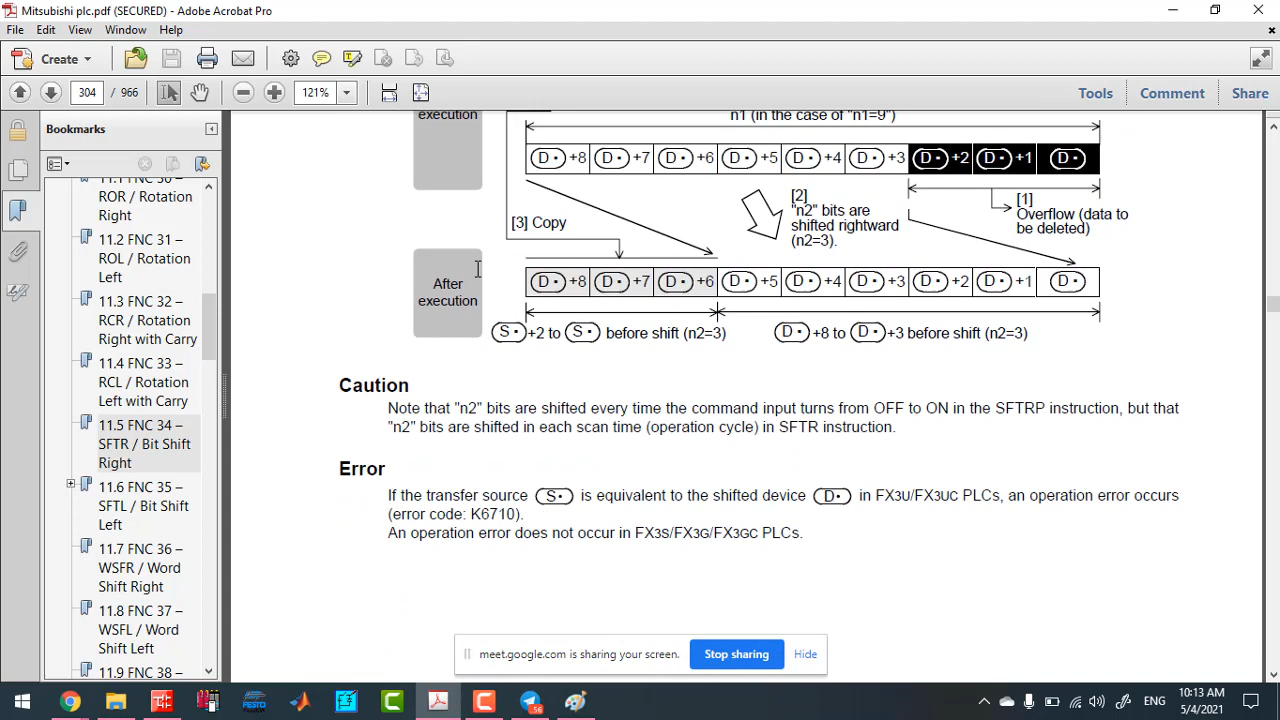 Mitsubishi plc.pdf (SECURED) - Adobe Acrobat Pro
File Edit View Window Help
Create
304 / 966
121%
Tools Comment Share
Bookmarks
11.1 FNC 30 –
ROR / Rotation
Right
11.2 FNC 31 –
ROL / Rotation
Left
11.3 FNC 32 –
RCR / Rotation
Right with Carry
11.4 FNC 33 –
RCL / Rotation
Left with Carry
11.5 FNC 34 –
SFTR / Bit Shift
Right
11.6 FNC 35 –
SFTL / Bit Shift
Left
11.7 FNC 36 –
WSFR / Word
Shift Right
11.8 FNC 37 –
WSFL / Word
Shift Left
11.9 FNC 38 –
execution
n1 (in the case of "n1=9")
D• +8 D• +7 D• +6 D• +5 D• +4 D• +3 D• +2 D• +1 D•
[2]
"n2" bits are
shifted rightward
(n2=3).
[1]
Overflow (data to
be deleted)
[3] Copy
After
execution
D• +8 D• +7 D• +6 D• +5 D• +4 D• +3 D• +2 D• +1 D•
S• +2 to S• before shift (n2=3)
D• +8 to D• +3 before shift (n2=3)
Caution
Note that "n2" bits are shifted every time the command input turns from OFF to ON in the SFTRP instruction, but that
"n2" bits are shifted in each scan time (operation cycle) in SFTR instruction.
Error
If the transfer source S• is equivalent to the shifted device D• in FX3U/FX3UC PLCs, an operation error occurs
(error code: K6710).
An operation error does not occur in FX3S/FX3G/FX3GC PLCs.
meet.google.com is sharing your screen. Stop sharing Hide
FESTO
56
ENG
10:13 AM
5/4/2021